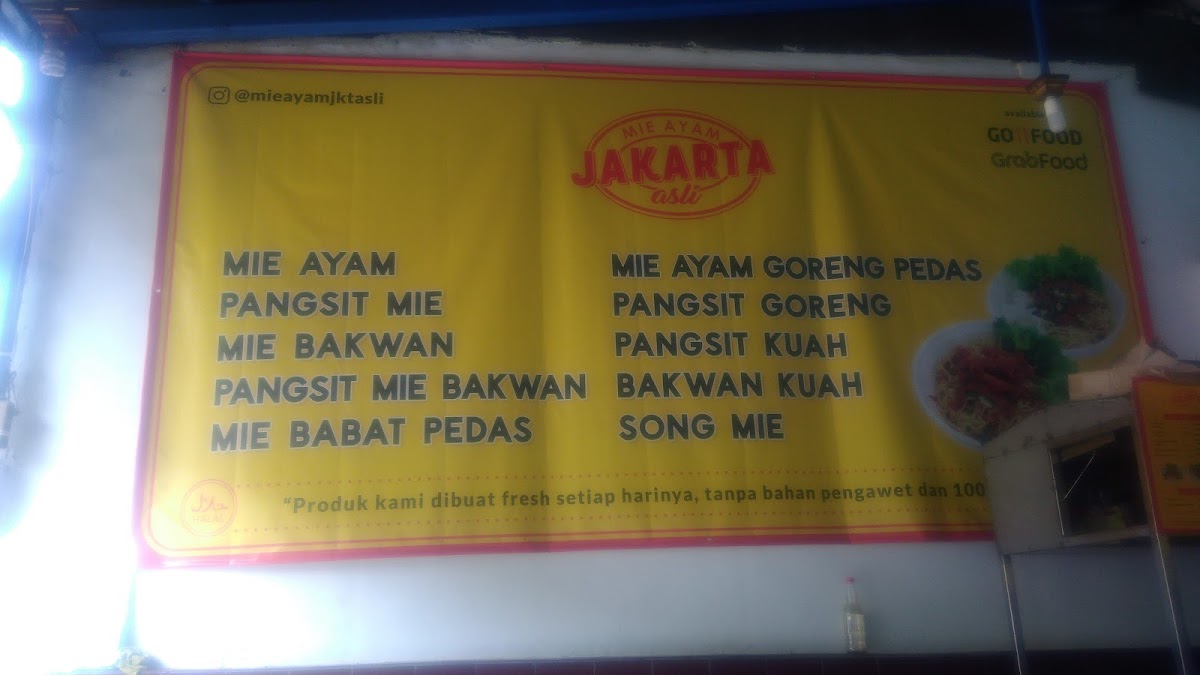 @mieayamjktasli
MIE AYAM
JAKARTA
asli
GOFOOD
GrabFood
MIE AYAM
PANGSIT MIE
MIE BAKWAN
PANGSIT MIE BAKWAN
MIE BABAT PEDAS
MIE AYAM GORENG PEDAS
PANGSIT GORENG
PANGSIT KUAH
BAKWAN KUAH
SONG MIE
حلال
HALAL
“Produk kami dibuat fresh setiap harinya, tanpa bahan pengawet dan 100